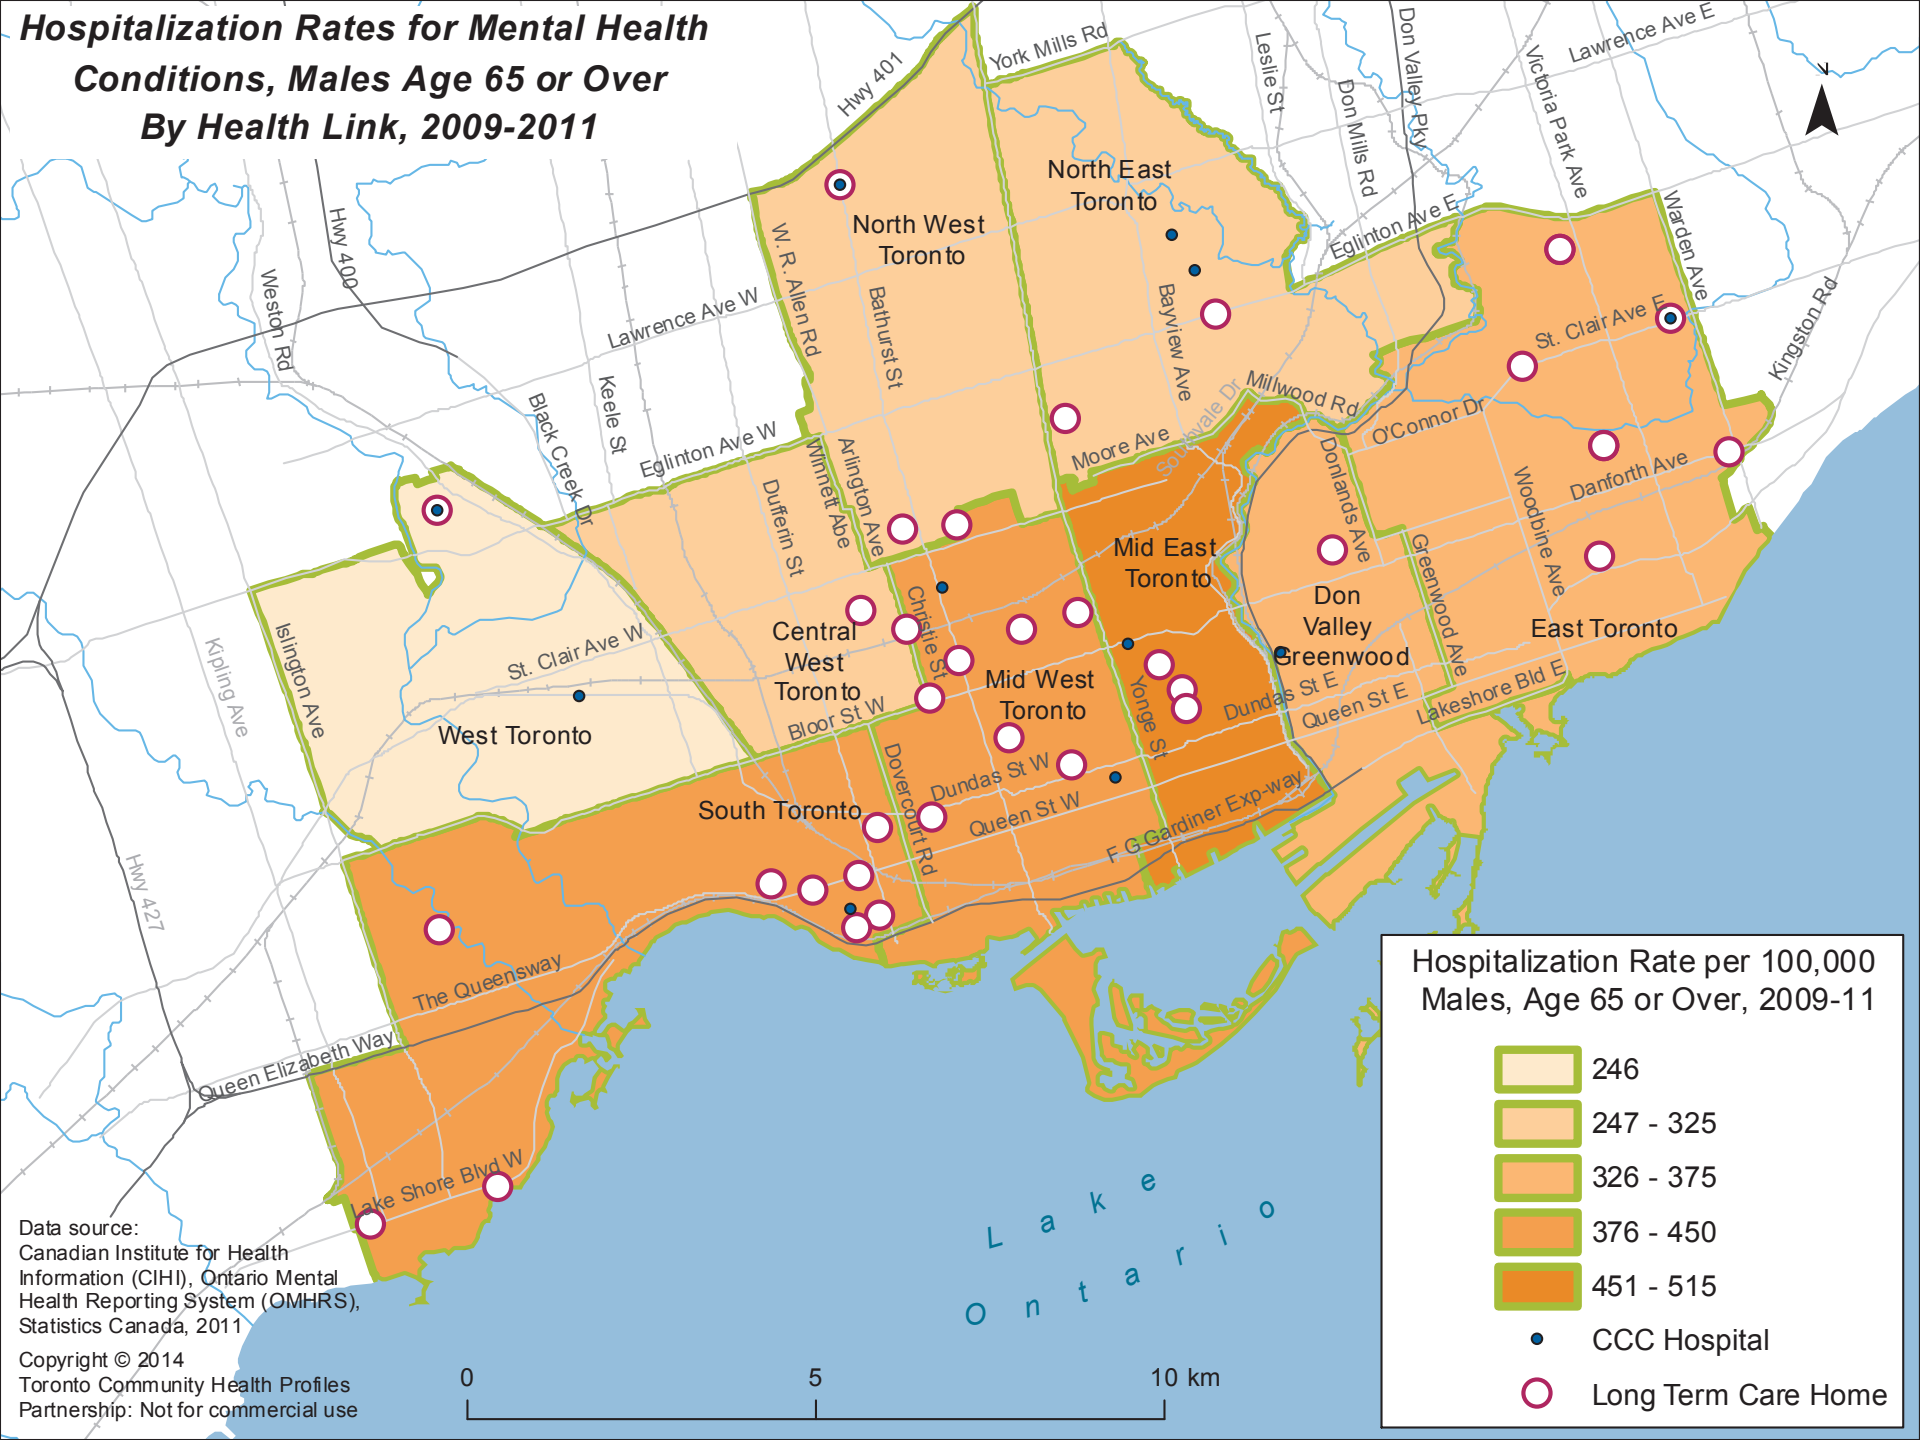 Hospitalization Rates for Mental Health
Conditions, Males Age 65 or Over
By Health Link, 2009-2011
Hwy 401
York Mills Rd
Leslie St
Don Mills Rd
Don Valley Pky
Victoria Park Ave
Lawrence Ave E
N
North East
Toronto
North West
Toronto
W. R. Allen Rd
Bathurst St
Bayview Ave
Eglinton Ave E
Warden Ave
Kingston Rd
St. Clair Ave E
Hwy 400
Weston Rd
Lawrence Ave W
Keele St
Black Creek Dr
Eglinton Ave W
Winnett Abe
Arlington Ave
Dufferin St
Moore Ave
Southvale Dr
Millwood Rd
O'Connor Dr
Donlands Ave
Danforth Ave
Woodbine Ave
Greenwood Ave
Mid East
Toronto
Don
Valley
Greenwood
East Toronto
Kipling Ave
Islington Ave
St. Clair Ave W
Central
West
Toronto
Christie St
Mid West
Toronto
Yonge St
Dundas St E
Queen St E
Lakeshore Bld E
West Toronto
Bloor St W
Dovercourt Rd
Dundas St W
Queen St W
F G Gardiner Exp-way
South Toronto
Hwy 427
The Queensway
Queen Elizabeth Way
Lake Shore Blvd W
Lake
Ontario
Hospitalization Rate per 100,000
Males, Age 65 or Over, 2009-11
246
247 - 325
326 - 375
376 - 450
451 - 515
CCC Hospital
Long Term Care Home
Data source:
Canadian Institute for Health
Information (CIHI), Ontario Mental
Health Reporting System (OMHRS),
Statistics Canada, 2011
Copyright © 2014
Toronto Community Health Profiles
Partnership: Not for commercial use
0 5 10 km